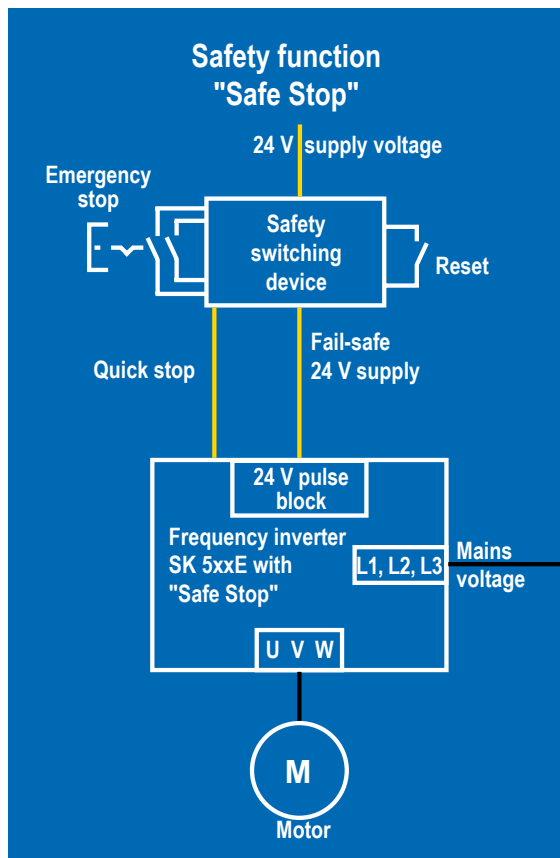 Safety function
"Safe Stop"
24 V supply voltage
Emergency
stop
Safety
switching
device
Reset
Quick stop
Fail-safe
24 V supply
24 V pulse
block
Frequency inverter
SK 5xxE with
"Safe Stop"
L1, L2, L3
Mains
voltage
U V W
M
Motor